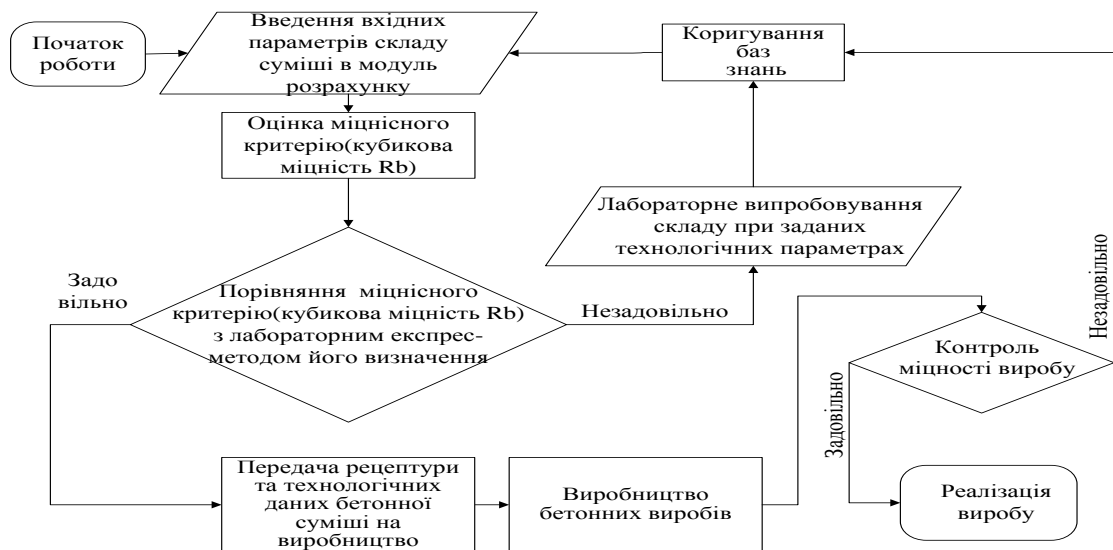 Початок
роботи
Введення вхідних
параметрів складу
суміші в модуль
розрахунку
Коригування
баз
знань
Оцінка міцнісного
критерію(кубикова
міцність Rb)
Лабораторне випробовування
складу при заданих
технологічних параметрах
Задо
вільно
Порівняння міцнісного
критерію(кубикова міцність Rb)
з лабораторним експрес-
методом його визначення
Незадовільно
Контроль
міцності виробу
Незадовільно
Задовільно
Передача рецептури
та технологічних
даних бетонної
суміші на
виробництво
Виробництво
бетонних виробів
Реалізація
виробу